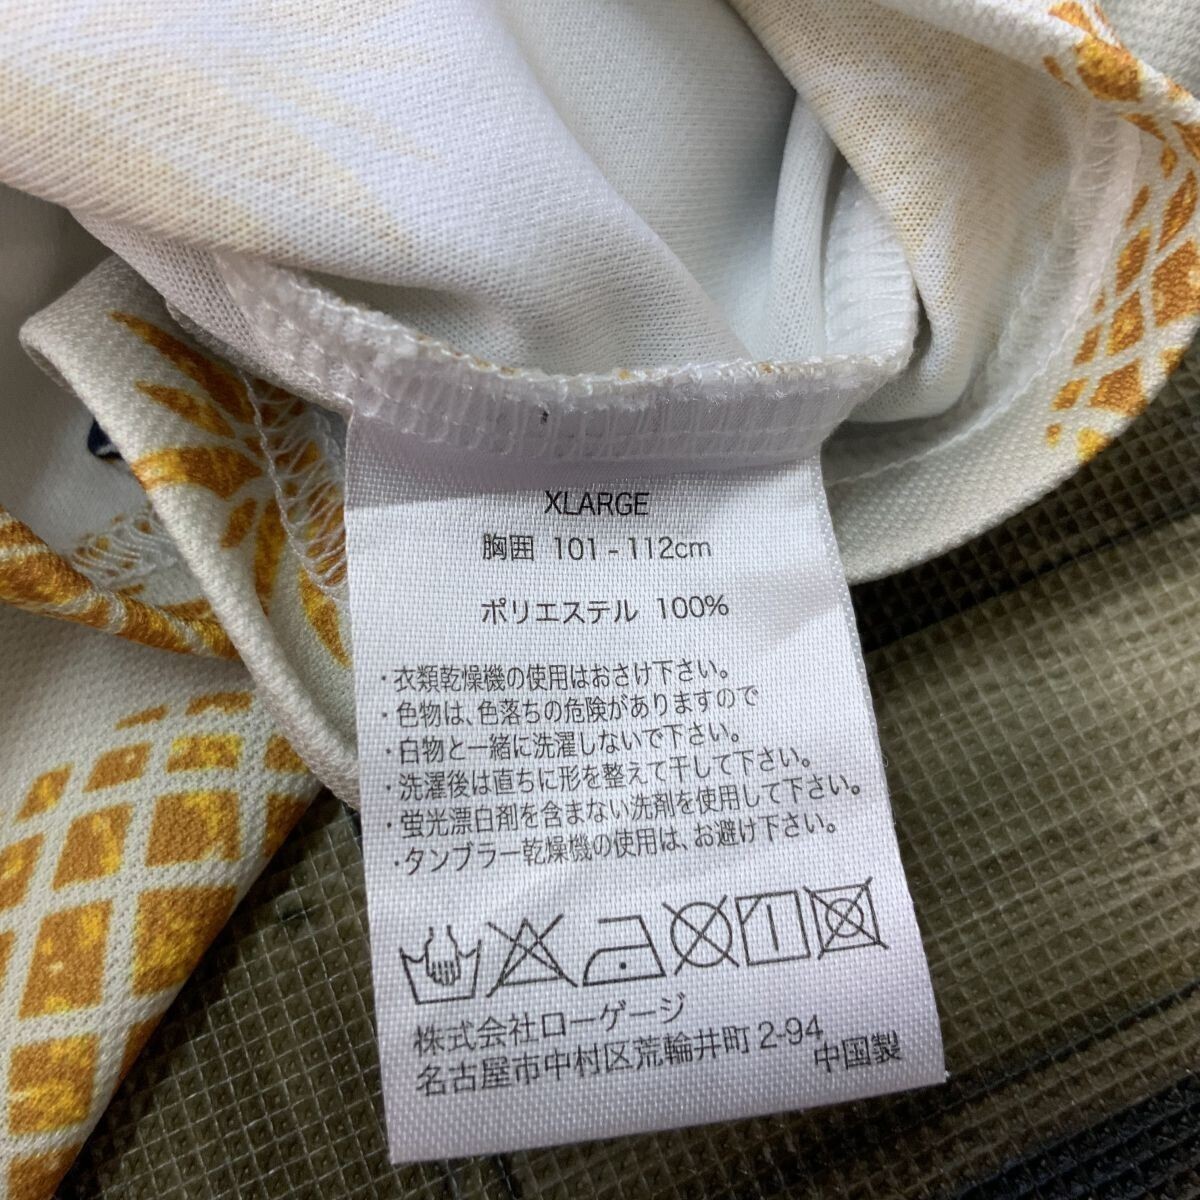 XLARGE
胸囲 101 - 112cm
ポリエステル 100%
・衣類乾燥機の使用はおさけ下さい。
・色物は、色落ちの危険がありますので
・白物と一緒に洗濯しないで下さい。
・洗濯後は直ちに形を整えて干して下さい。
・蛍光漂白剤を含まない洗剤を使用して下さい。
・タンブラー乾燥機の使用は、お避け下さい。
株式会社ローゲージ
名古屋市中村区荒輪井町 2-94
中国製